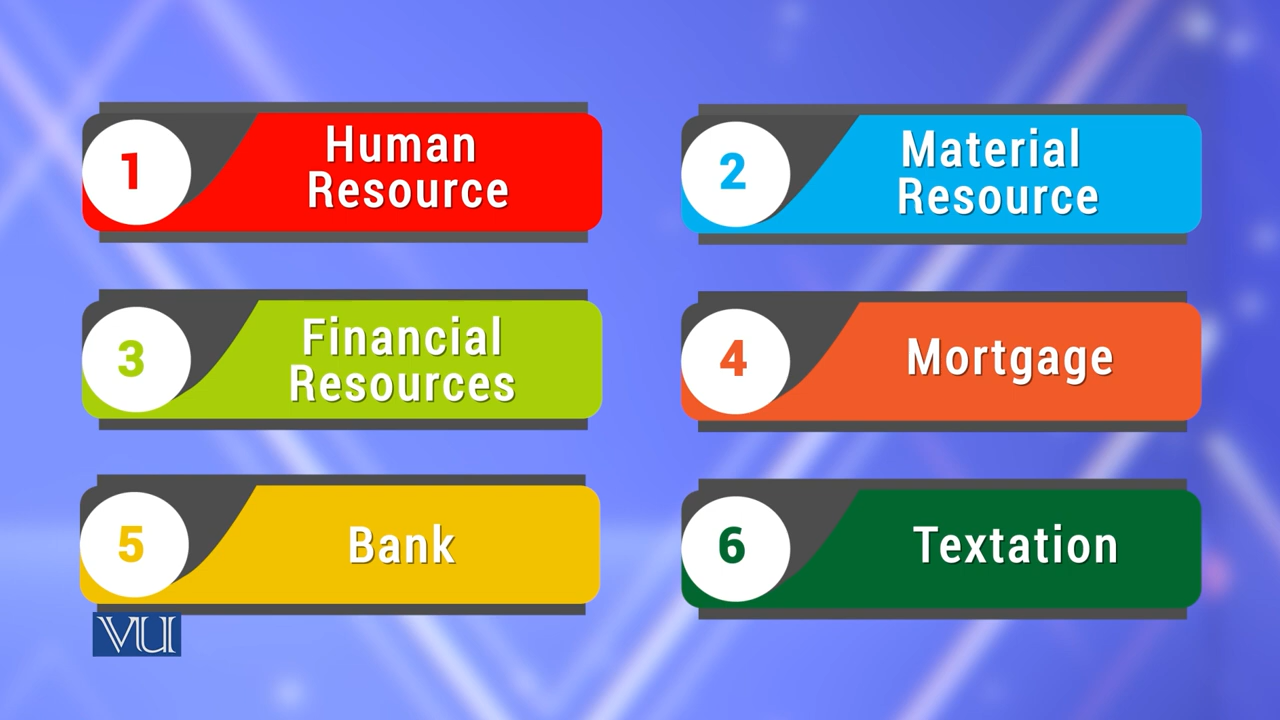 1
Human
Resource
2
Material
Resource
3
Financial
Resources
4
Mortgage
5
Bank
6
Textation
VU